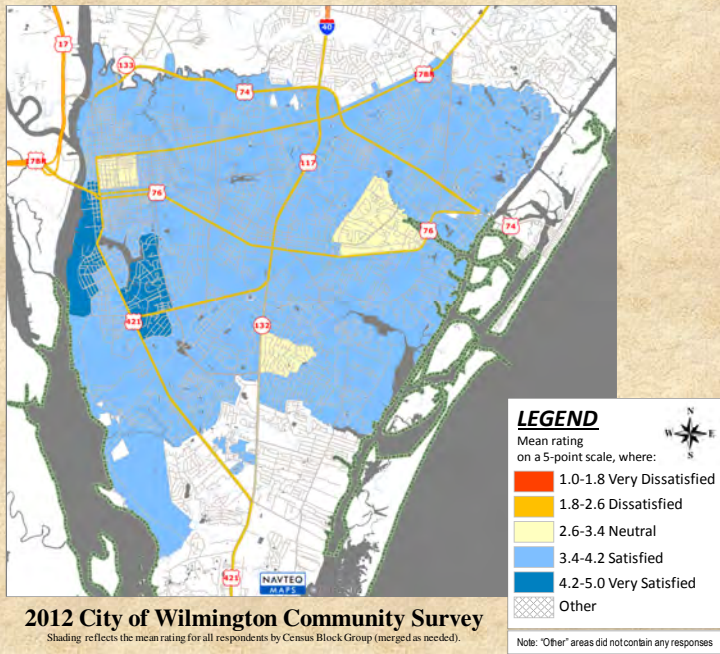 17
40
133
74
17BR
17BR
117
76
76
74
421
132
421
NAVTEQ
MAPS
LEGEND
Mean rating
on a 5-point scale, where:
N
W E
S
1.0-1.8 Very Dissatisfied
1.8-2.6 Dissatisfied
2.6-3.4 Neutral
3.4-4.2 Satisfied
4.2-5.0 Very Satisfied
Other
Note: "Other" areas did not contain any responses
2012 City of Wilmington Community Survey
Shading reflects the mean rating for all respondents by Census Block Group (merged as needed).